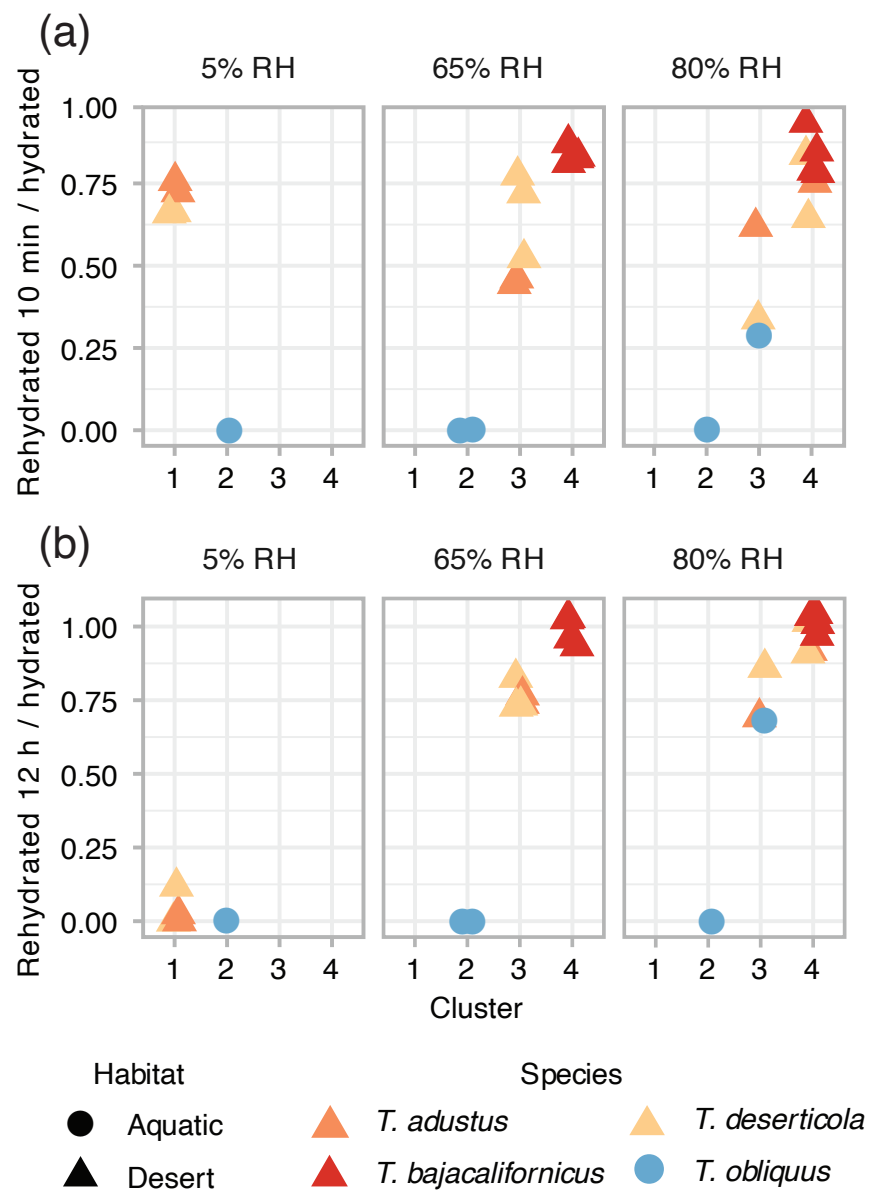 (a)
5% RH 65% RH 80% RH
Rehydrated 10 min / hydrated
1.00
0.75
0.50
0.25
0.00
1 2 3 4 1 2 3 4 1 2 3 4
(b)
5% RH 65% RH 80% RH
Rehydrated 12 h / hydrated
1.00
0.75
0.50
0.25
0.00
1 2 3 4 1 2 3 4 1 2 3 4
Cluster
Habitat Species
Aquatic T. adustus T. deserticola
Desert T. bajacalifornicus T. obliquus